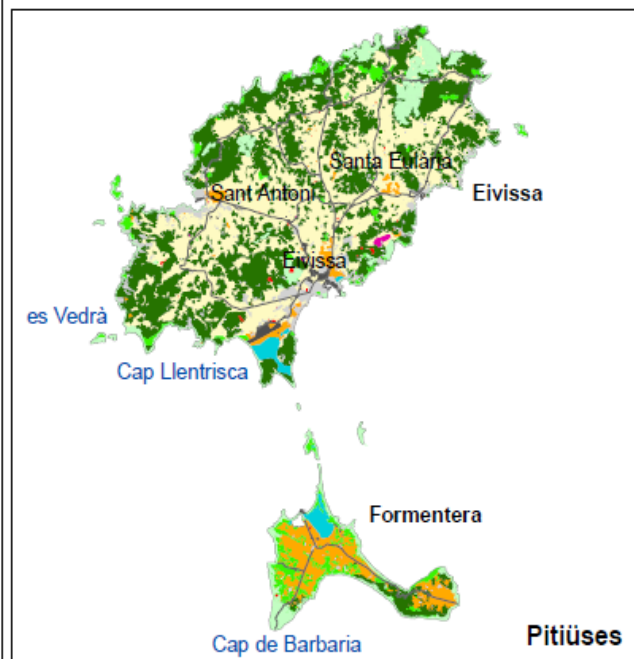 Santa Eulària
Sant Antoni
Eivissa
Eivissa
es Vedrà
Cap Llentrisca
Formentera
Cap de Barbaria
Pitiüses